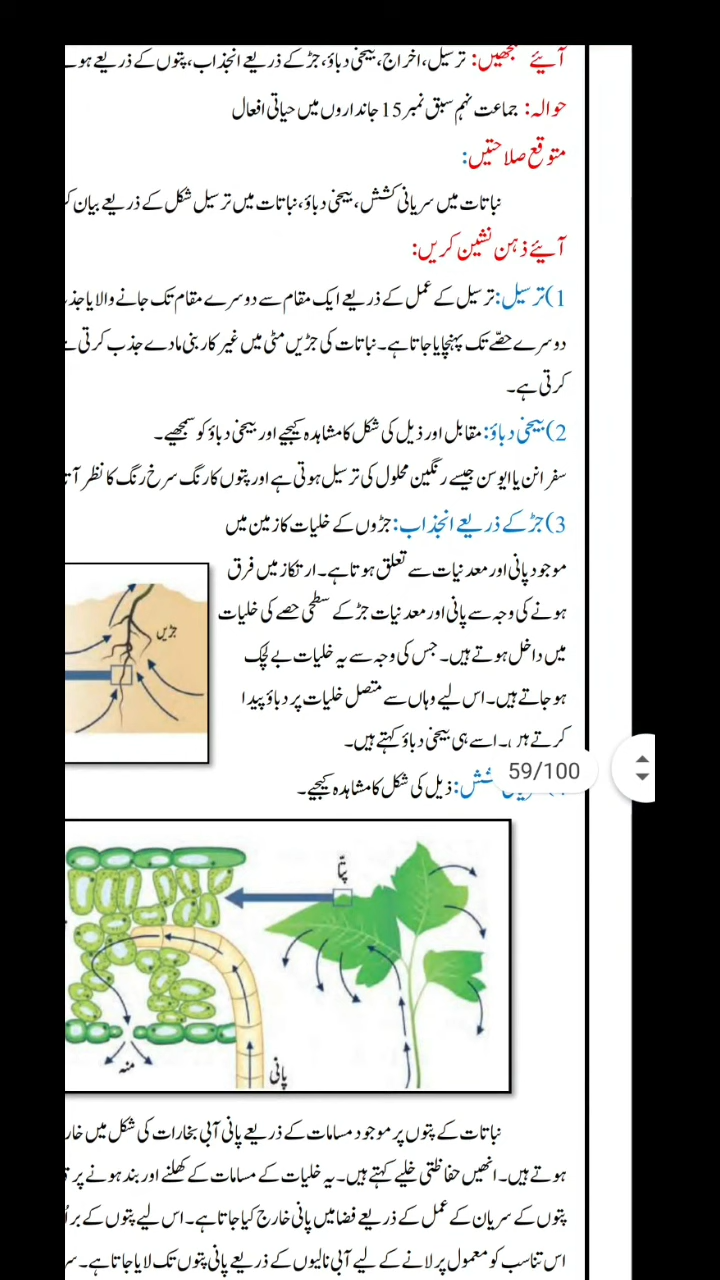 آیئے سمجھیں: ترسیل، اخراج، بیخی دباؤ، جڑ کے ذریعے انجذاب، پتوں کے ذریعے ہونے
حوالہ: جماعت نہم سبق نمبر 15 جانداروں میں حیاتی افعال
متوقع صلاحتیں:
نباتات میں سریانی کشش، بیخی دباؤ، نباتات میں ترسیل شکل کے ذریعے بیان
آیئے ذہن نشین کریں:
1) ترسیل: ترسیل کے عمل کے ذریعے ایک مقام سے دوسرے مقام تک جانے والا یا جذب
دوسرے حصّے تک پہنچایا جاتا ہے۔ نباتات کی جڑیں مٹی میں غیر کاربنی مادے جذب کرتی
کرتی ہے۔
2) بیخی دباؤ: مقابل اور ذیل کی شکل کا مشاہدہ کیجیے اور بیخی دباؤ کو سمجھیے۔
سفرانن یا ایوسن جیسے رنگین محلول کی ترسیل ہوتی ہے اور پتوں کا رنگ سرخ رنگ کا نظر
3) جڑ کے ذریعے انجذاب: جڑوں کے خلیات کا زمین میں
موجود پانی اور معدنیات سے تعلق ہوتا ہے۔ ارتکاز میں فرق
ہونے کی وجہ سے پانی اور معدنیات جڑ کے سطحی حصے کی خلیات
میں داخل ہوتے ہیں۔ جس کی وجہ سے یہ خلیات بے لچک
ہو جاتے ہیں۔ اس لیے وہاں سے متصل خلیات پر دباؤ پیدا
کرتے ہیں۔ اسے ہی بیخی دباؤ کہتے ہیں۔
جڑیں
59/100
کشش: ذیل کی شکل کا مشاہدہ کیجیے۔
پتّا
منہ
پانی
نباتات کے پتوں پر موجود مسامات کے ذریعے پانی آبی بخارات کی شکل میں
ہوتے ہیں۔ انھیں حفاظتی خلیے کہتے ہیں۔ یہ خلیات کے مسامات کے کھلنے اور بند ہونے پر
پتوں کے سریان کے عمل کے ذریعے فضا میں پانی خارج کیا جاتا ہے۔ اس لیے پتوں کے
اس تناسب کو معمول پر لانے کے لیے آبی نالیوں کے ذریعے پانی پتوں تک لایا جاتا ہے۔